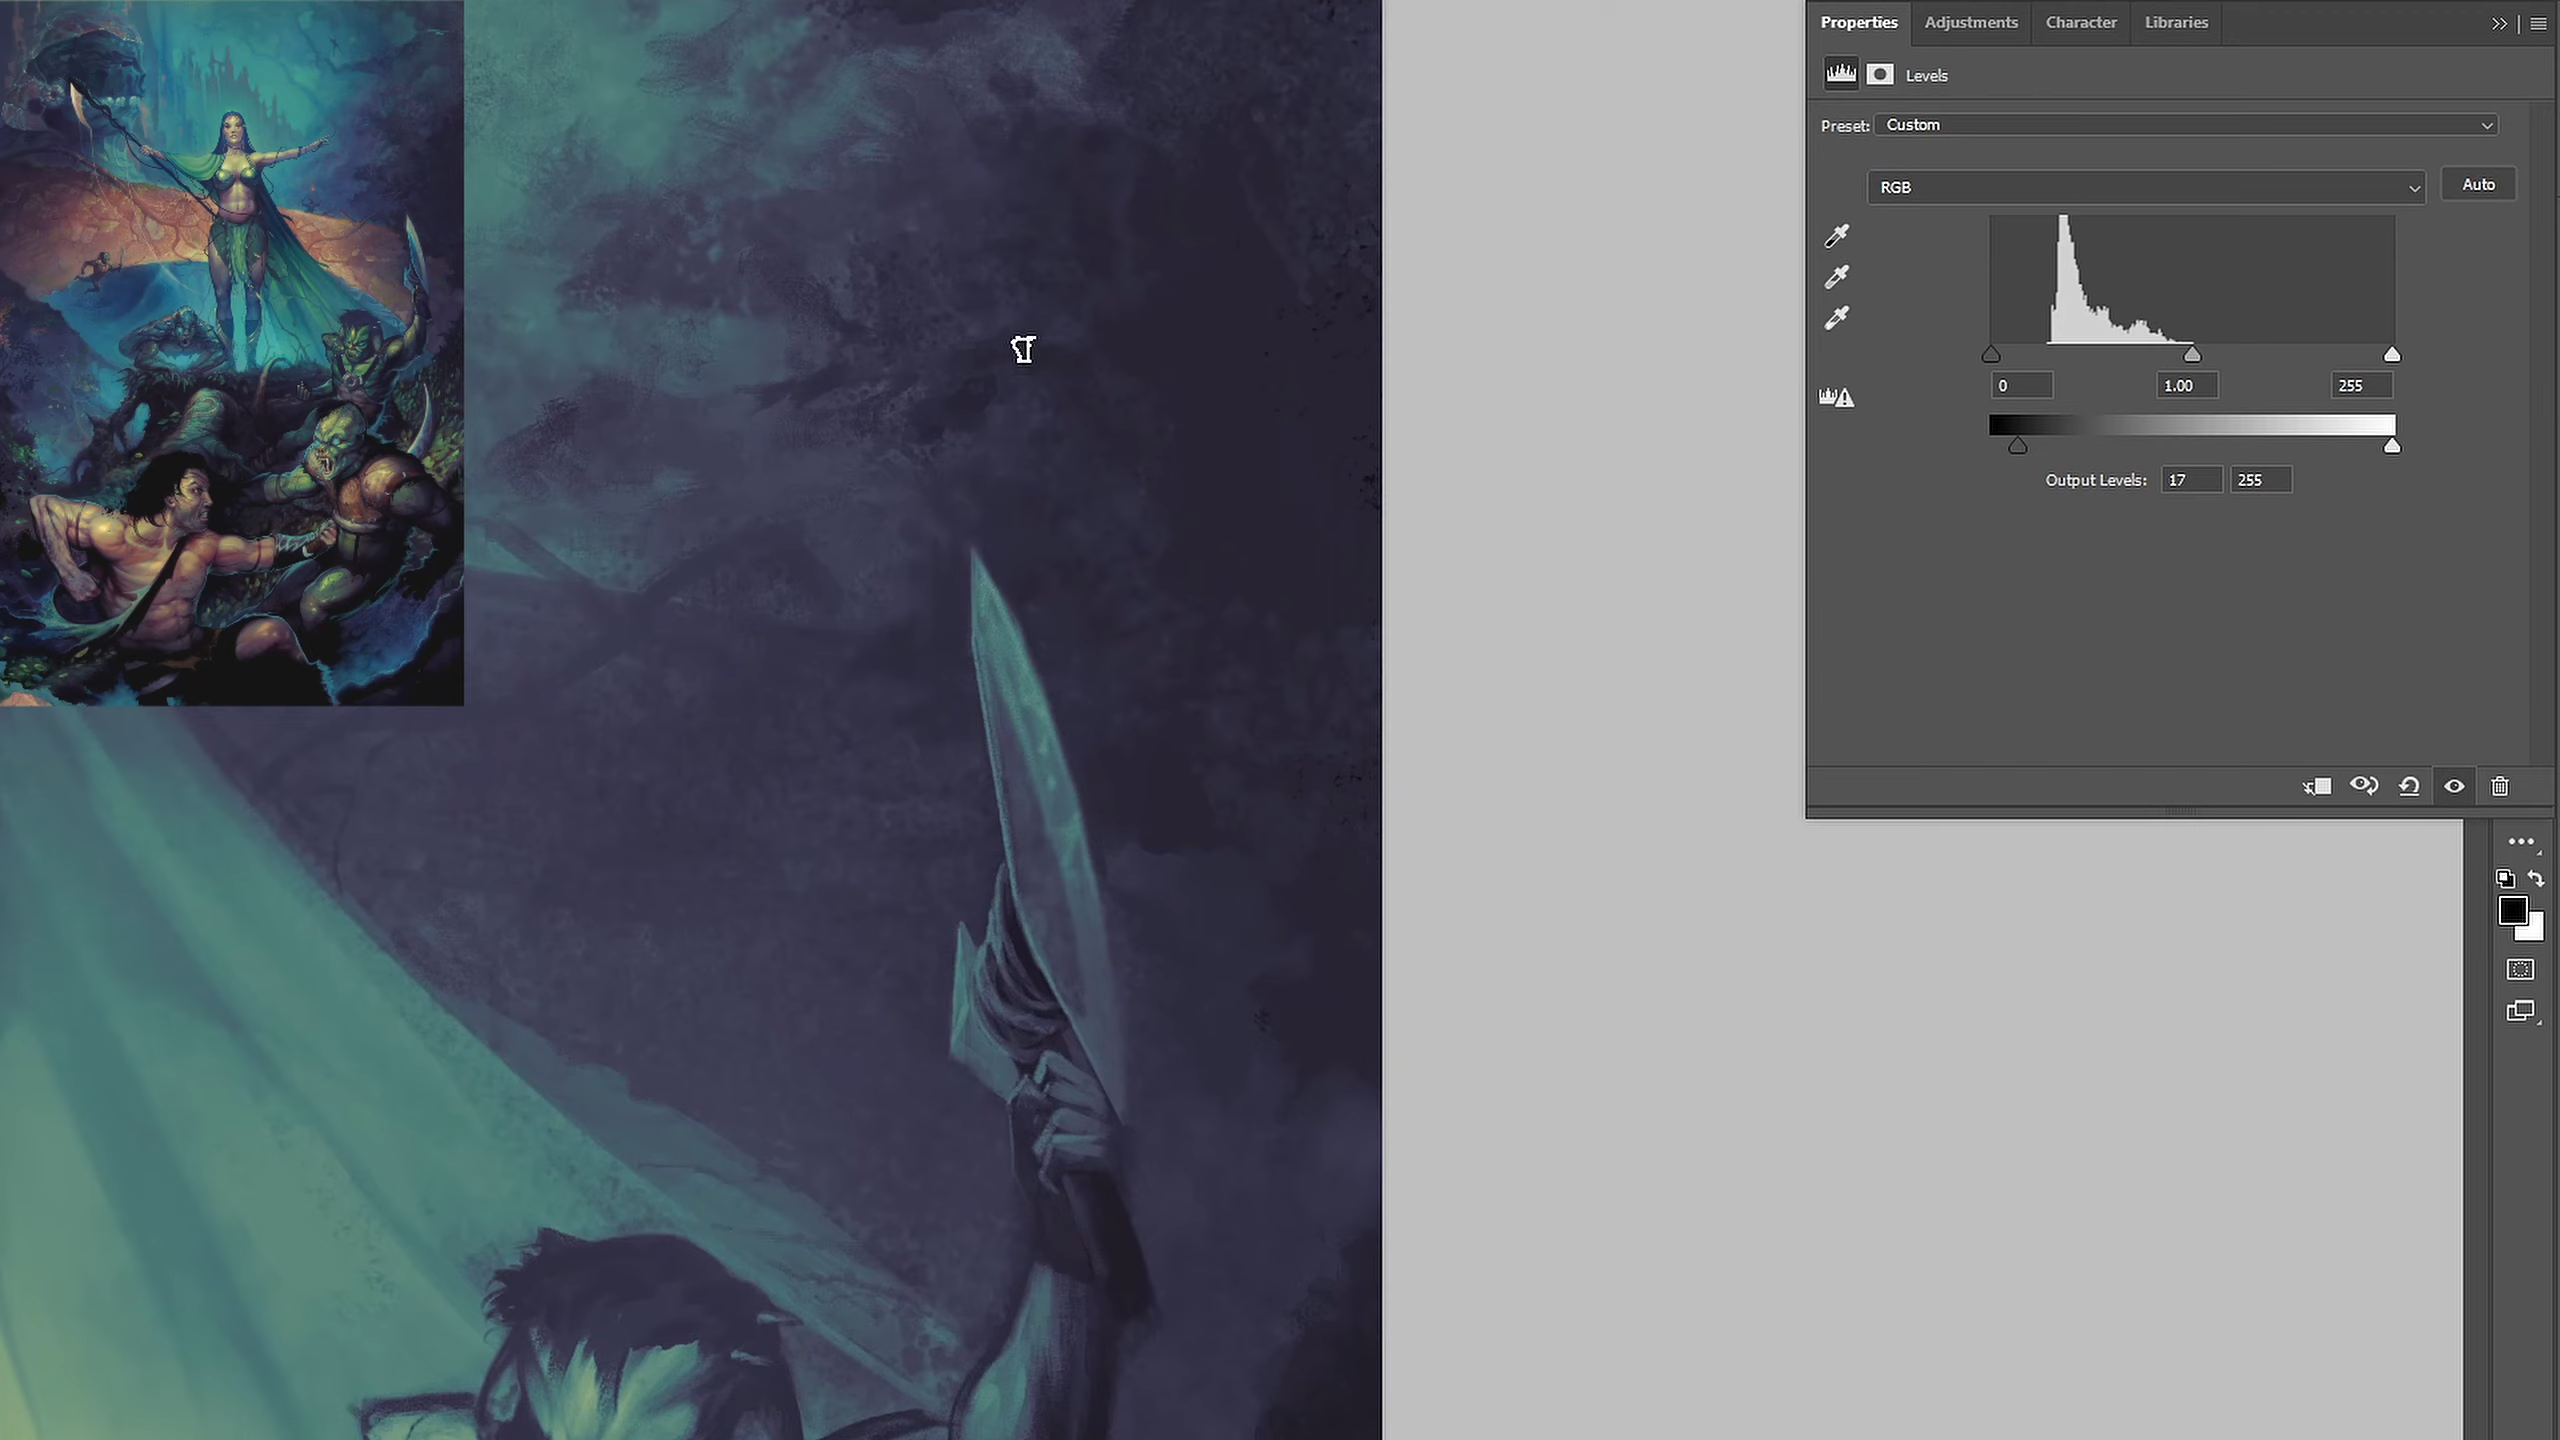 Properties Adjustments Character Libraries
Levels
Preset: Custom
RGB Auto
0 1.00 255
Output Levels: 17 255